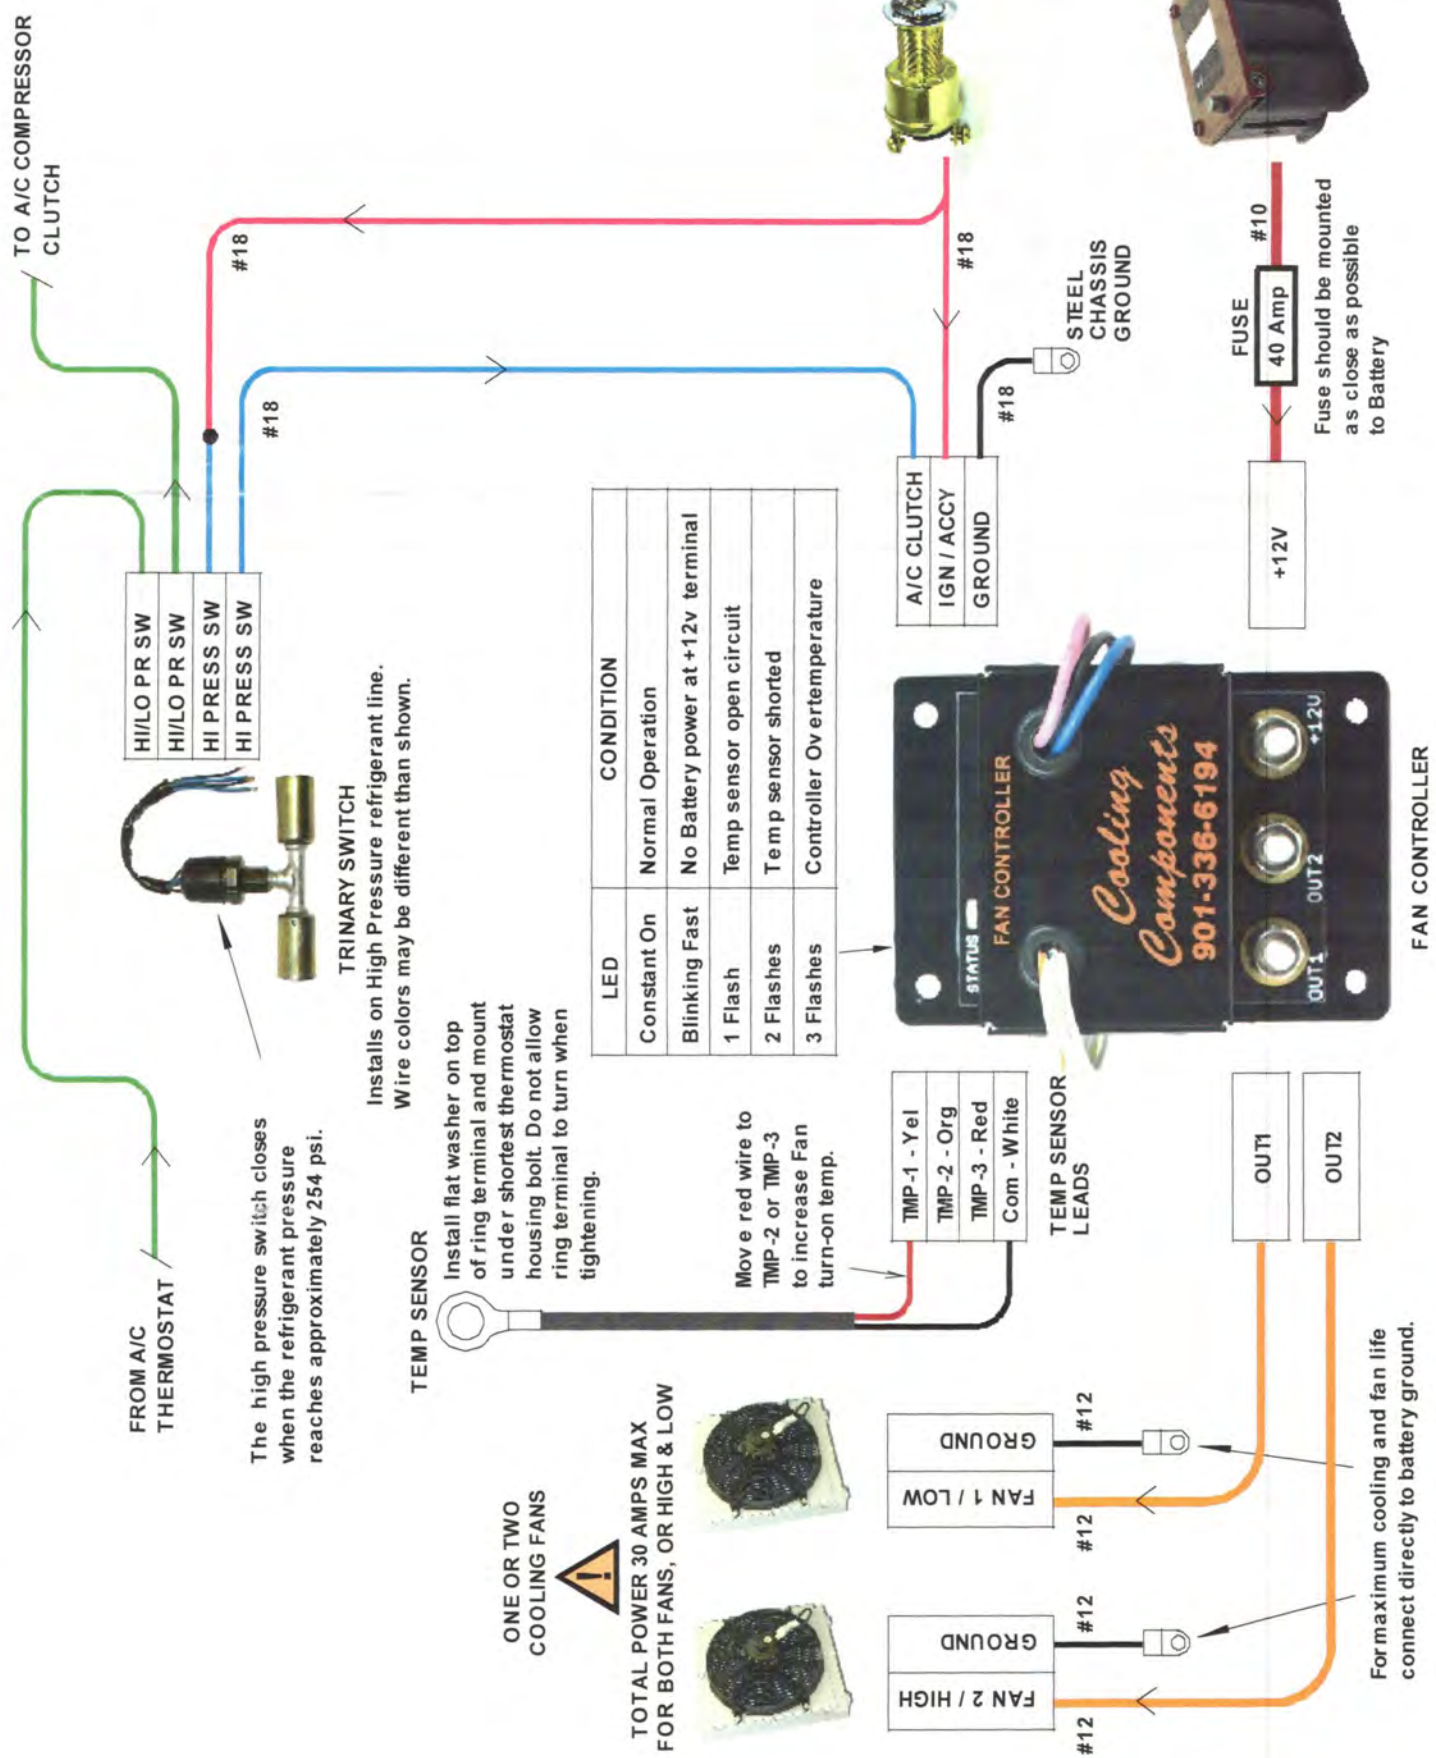 TO A/C COMPRESSOR
CLUTCH
FROM A/C
THERMOSTAT
HI/LO PR SW
HI/LO PR SW
HI PRESS SW
HI PRESS SW
#18
#18
The high pressure switch closes
when the refrigerant pressure
reaches approximately 254 psi.
TRINARY SWITCH
Installs on High Pressure refrigerant line.
Wire colors may be different than shown.
TEMP SENSOR
Install flat washer on top
of ring terminal and mount
under shortest thermostat
housing bolt. Do not allow
ring terminal to turn when
tightening.
ONE OR TWO
COOLING FANS
!
TOTAL POWER 30 AMPS MAX
FOR BOTH FANS, OR HIGH & LOW
LED CONDITION
Constant On Normal Operation
Blinking Fast No Battery power at +12v terminal
1 Flash Temp sensor open circuit
2 Flashes Temp sensor shorted
3 Flashes Controller Overtemperature
Move red wire to
TMP-2 or TMP-3
to increase Fan
turn-on temp.
TMP-1 - Yel
TMP-2 - Org
TMP-3 - Red
Com - White
TEMP SENSOR
LEADS
A/C CLUTCH
IGN / ACCY
GROUND
#18
#18
STEEL
CHASSIS
GROUND
STATUS
FAN CONTROLLER
Cooling
Components
901-336-6194
OUT1 OUT2 +12V
FAN CONTROLLER
FAN 2 / HIGH
GROUND
FAN 1 / LOW
GROUND
#12
#12
#12
#12
OUT1
OUT2
+12V
FUSE
40 Amp
#10
Fuse should be mounted
as close as possible
to Battery
For maximum cooling and fan life
connect directly to battery ground.